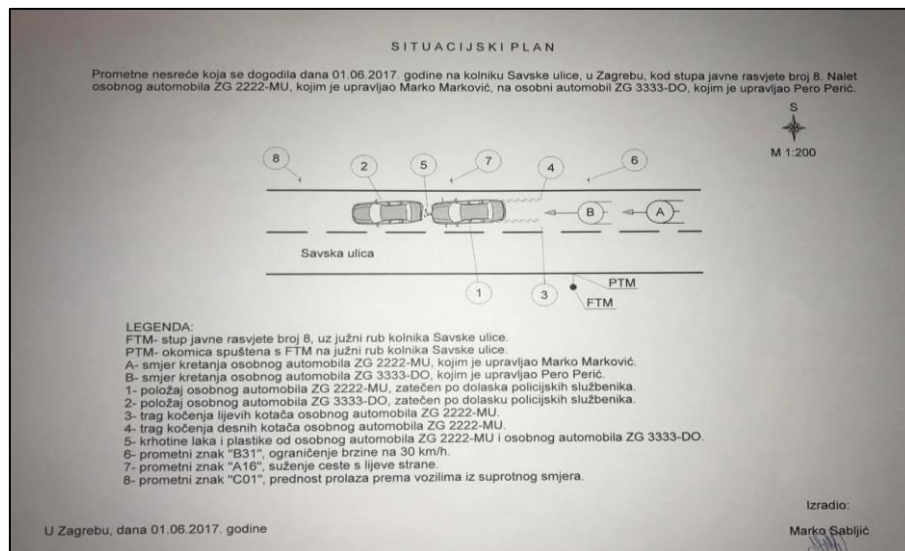 SITUACIJSKI PLAN
Prometne nesreće koja se dogodila dana 01.06.2017. godine na kolniku Savske ulice, u Zagrebu, kod stupa javne rasvjete broj 8. Nalet
osobnog automobila ZG 2222-MU, kojim je upravljao Marko Marković, na osobni automobil ZG 3333-DO, kojim je upravljao Pero Perić.
S
M 1:200
8
2
5
7
4
6
B
A
Savska ulica
PTM
FTM
1
3
LEGENDA:
FTM- stup javne rasvjete broj 8, uz južni rub kolnika Savske ulice.
PTM- okomica spuštena s FTM na južni rub kolnika Savske ulice.
A- smjer kretanja osobnog automobila ZG 2222-MU, kojim je upravljao Marko Marković.
B- smjer kretanja osobnog automobila ZG 3333-DO, kojim je upravljao Pero Perić.
1- položaj osobnog automobila ZG 2222-MU, zatečen po dolaska policijskih službenika.
2- položaj osobnog automobila ZG 3333-DO, zatečen po dolasku policijskih službenika.
3- trag kočenja lijevih kotača osobnog automobila ZG 2222-MU.
4- trag kočenja desnih kotača osobnog automobila ZG 2222-MU.
5- krhotine laka i plastike od osobnog automobila ZG 2222-MU i osobnog automobila ZG 3333-DO.
6- prometni znak "B31", ograničenje brzine na 30 km/h.
7- prometni znak "A16", suženje ceste s lijeve strane.
8- prometni znak "C01", prednost prolaza prema vozilima iz suprotnog smjera.
Izradio:
U Zagrebu, dana 01.06.2017. godine
Marko Sabljić